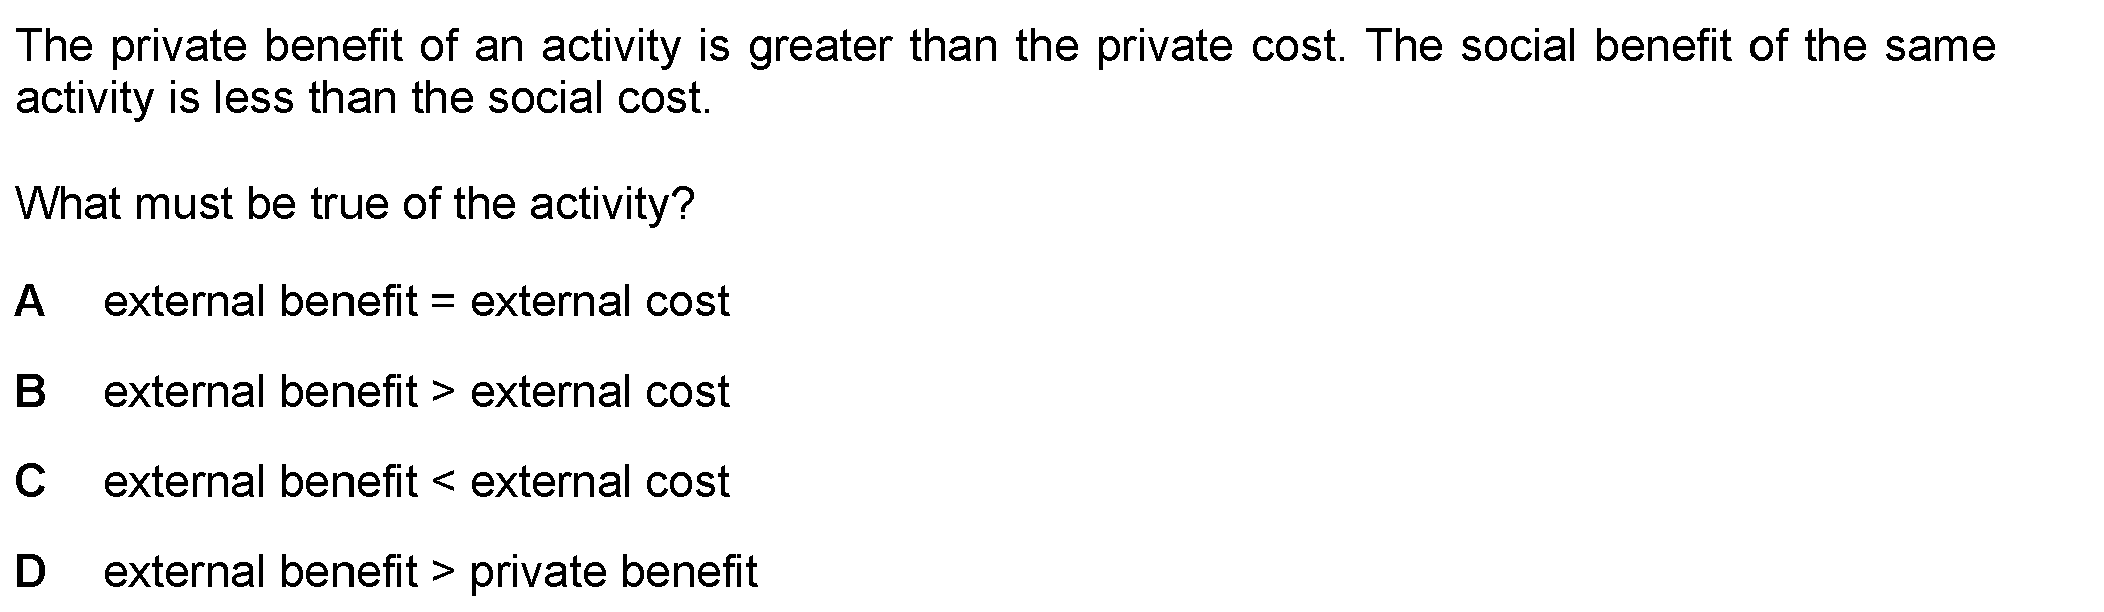 The private benefit of an activity is greater than the private cost. The social benefit of the same
activity is less than the social cost.
What must be true of the activity?
A external benefit = external cost
B external benefit > external cost
C external benefit < external cost
D external benefit > private benefit